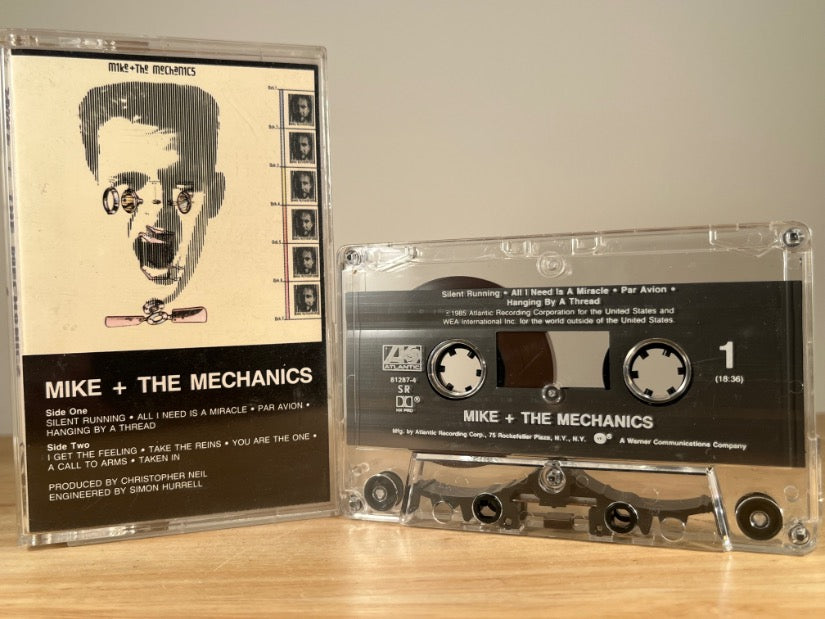 mike+the mechanics
MIKE + THE MECHANICS
Side One
SILENT RUNNING • ALL I NEED IS A MIRACLE • PAR AVION •
HANGING BY A THREAD
Side Two
I GET THE FEELING • TAKE THE REINS • YOU ARE THE ONE •
A CALL TO ARMS • TAKEN IN
PRODUCED BY CHRISTOPHER NEIL
ENGINEERED BY SIMON HURRELL
Silent Running • All I Need Is A Miracle • Par Avion •
Hanging By A Thread
©1985 Atlantic Recording Corporation for the United States and
WEA International Inc. for the world outside of the United States.
ATLANTIC
81287-4
SR
HX PRO
1
(18:36)
MIKE + THE MECHANICS
Mfg. by Atlantic Recording Corp., 75 Rockefeller Plaza, N.Y., N.Y. ® A Warner Communications Company